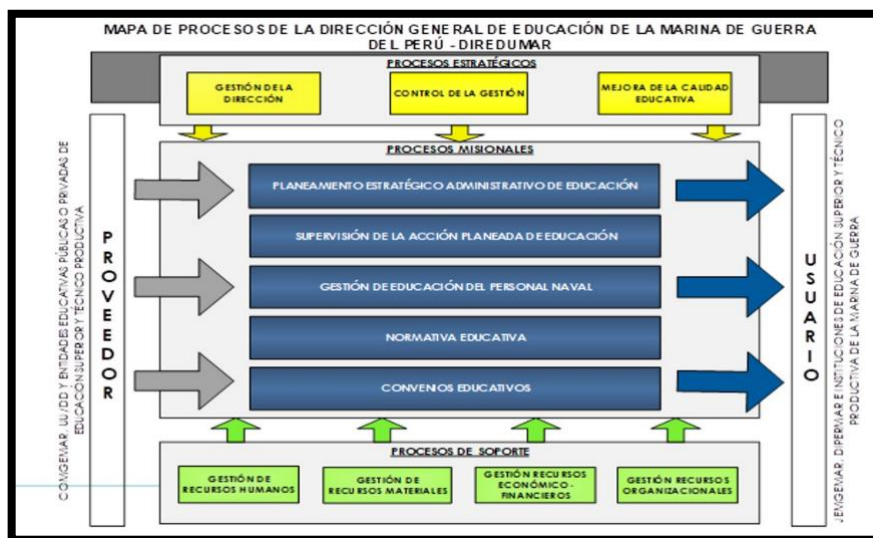 MAPA DE PROCESOS DE LA DIRECCIÓN GENERAL DE EDUCACIÓN DE LA MARINA DE GUERRA
DEL PERÚ - DIREDUMAR
PROCESOS ESTRATÉGICOS
GESTIÓN DE LA
DIRECCIÓN
CONTROL DE LA GESTIÓN
MEJORA DE LA CALIDAD
EDUCATIVA
COMGEMAR, UU/DD Y ENTIDADES EDUCATIVAS PÚBLICAS O PRIVADAS DE
EDUCACIÓN SUPERIOR Y TÉCNICO PRODUCTIVA
PROVEEDOR
PROCESOS MISIONALES
PLANEAMIENTO ESTRATÉGICO ADMINISTRATIVO DE EDUCACIÓN
SUPERVISIÓN DE LA ACCIÓN PLANEADA DE EDUCACIÓN
GESTIÓN DE EDUCACIÓN DEL PERSONAL NAVAL
NORMATIVA EDUCATIVA
CONVENIOS EDUCATIVOS
USUARIO
JEMGEMAR, DIPERMAR E INSTITUCIONES DE EDUCACIÓN SUPERIOR Y TÉCNICO
PRODUCTIVA DE LA MARINA DE GUERRA
PROCESOS DE SOPORTE
GESTIÓN DE
RECURSOS HUMANOS
GESTIÓN DE
RECURSOS MATERIALES
GESTIÓN RECURSOS
ECONÓMICO -
FINANCIEROS
GESTIÓN RECURSOS
ORGANIZACIONALES